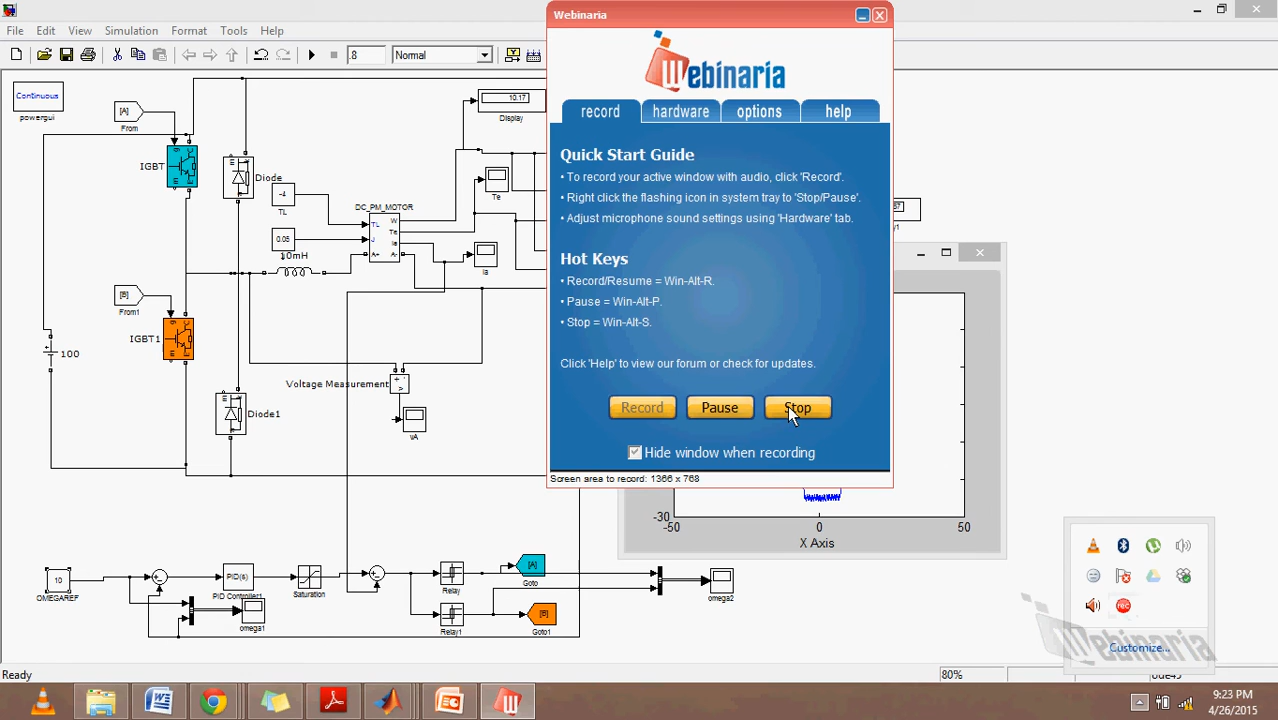 Webinaria
File Edit View Simulation Format Tools Help
.8
Normal
Webinaria
record hardware options help
Quick Start Guide
• To record your active window with audio, click 'Record'.
• Right click the flashing icon in system tray to 'Stop/Pause'.
• Adjust microphone sound settings using 'Hardware' tab.
Hot Keys
• Record/Resume = Win-Alt-R.
• Pause = Win-Alt-P.
• Stop = Win-Alt-S.
Click 'Help' to view our forum or check for updates.
Record Pause Stop
Hide window when recording
Screen area to record: 1366 x 768
Continuous
powergui
[A]
From
IGBT
Diode
-4
TL
0.05
10mH
DC_PM_MOTOR
TL
J
A+
W
Te
Ia
A-
10.17
Display
Te
Ia
[B]
From1
IGBT1
100
Voltage Measurement
Diode1
-30
-50 0 50
X Axis
10
OMEGAREF
PID(s)
PID Controller1
Saturation
omega1
Relay
Relay1
[A]
Goto
[B]
Goto1
omega2
rec
Webinaria
Customize...
Ready
80%
9:23 PM
4/26/2015